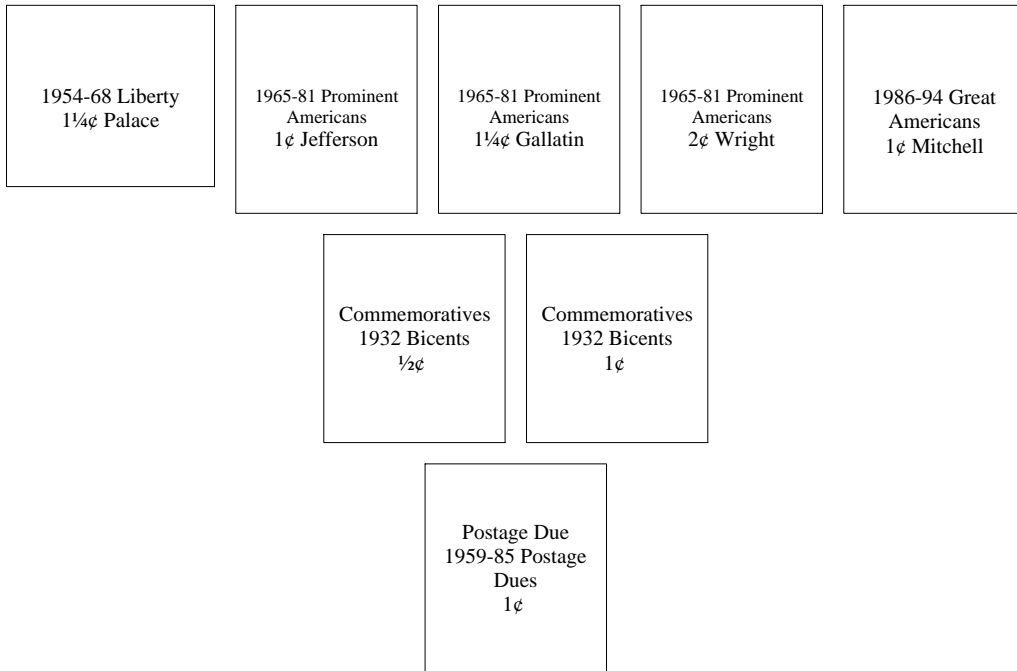 1954-68 Liberty
1¼¢ Palace
1965-81 Prominent
Americans
1¢ Jefferson
1965-81 Prominent
Americans
1¼¢ Gallatin
1965-81 Prominent
Americans
2¢ Wright
1986-94 Great
Americans
1¢ Mitchell
Commemoratives
1932 Bicents
½¢
Commemoratives
1932 Bicents
1¢
Postage Due
1959-85 Postage
Dues
1¢